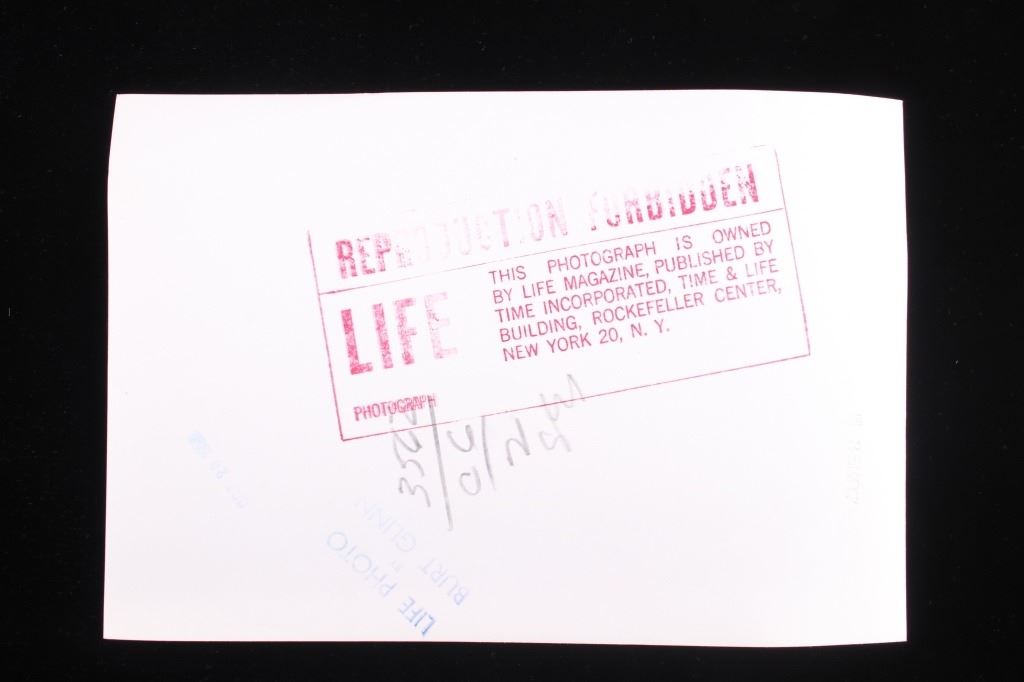 REPRODUCTION FORBIDDEN
THIS PHOTOGRAPH IS OWNED
BY LIFE MAGAZINE, PUBLISHED BY
TIME INCORPORATED, TIME & LIFE
BUILDING, ROCKEFELLER CENTER,
NEW YORK 20, N. Y.
LIFE
PHOTOGRAPH
LIFE PHOTO
BURT GLINN